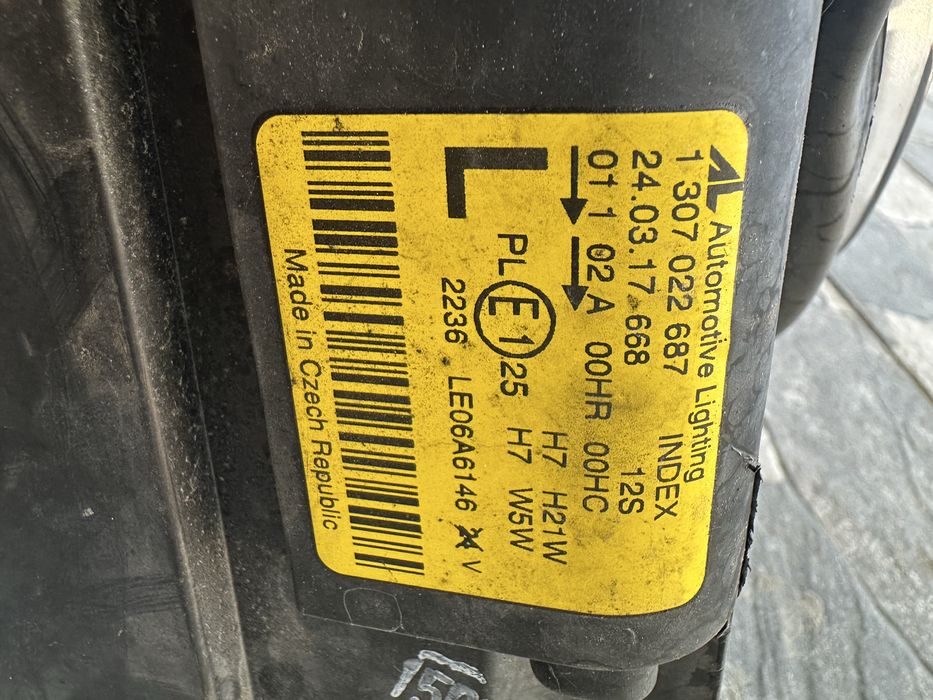 AL Automotive Lighting
1 307 022 687 INDEX
24.03.17 668 12S
01 1 02 A 00HR 00HC
H7 H21W
PL E1 25 H7 W5W
L
2236 LE06A6146 V
Made in Czech Republic